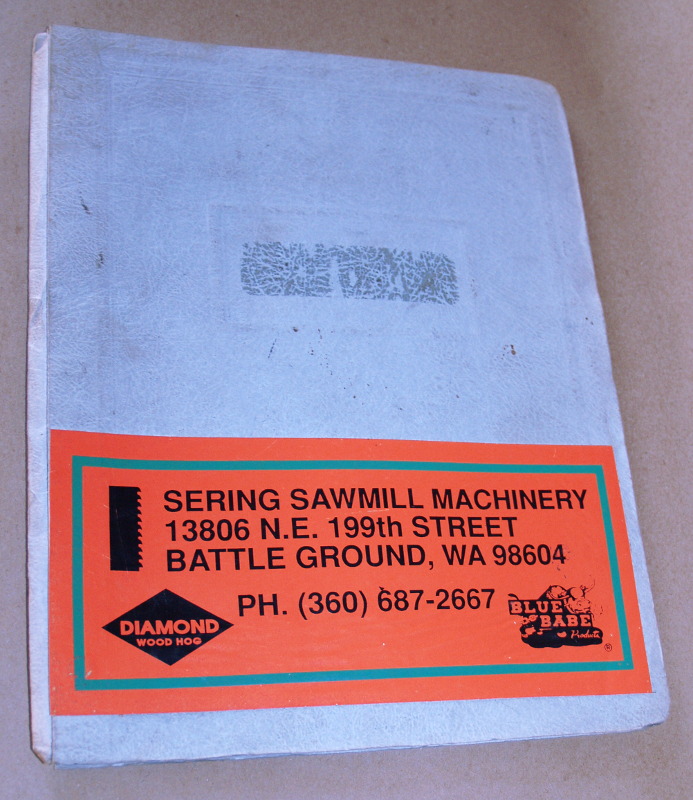 SERING SAWMILL MACHINERY
13806 N.E. 199th STREET
BATTLE GROUND, WA 98604
PH. (360) 687-2667
DIAMOND
WOOD HOG
BLUE
BABE
Products
®